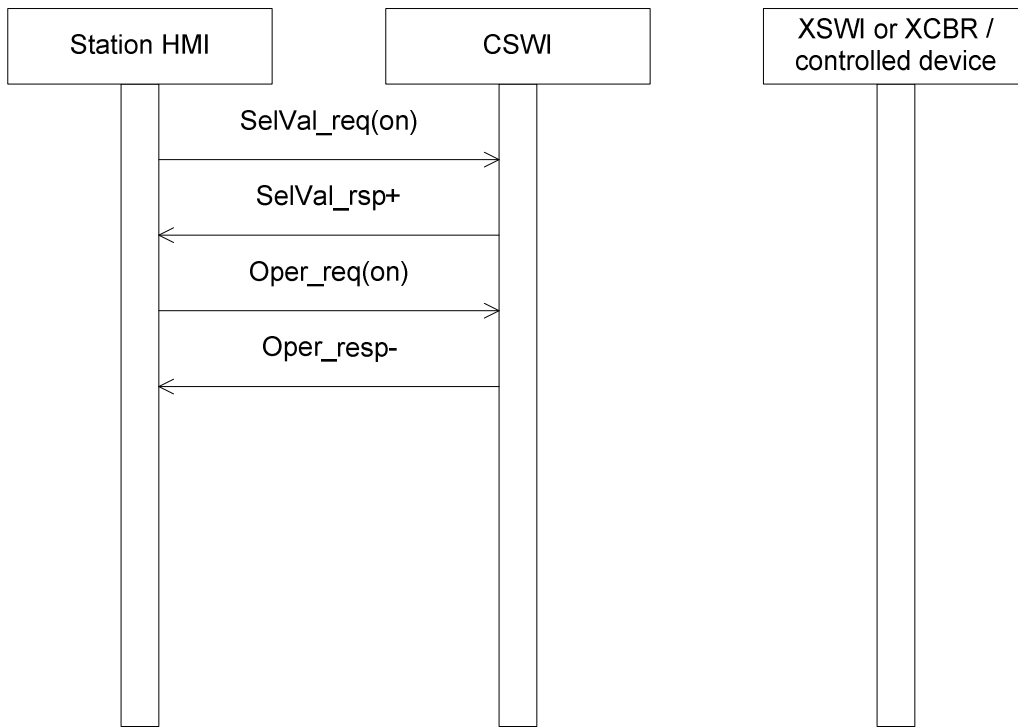 Station HMI
CSWI
XSWI or XCBR /
controlled device
SelVal_req(on)
SelVal_rsp+
Oper_req(on)
Oper_resp-